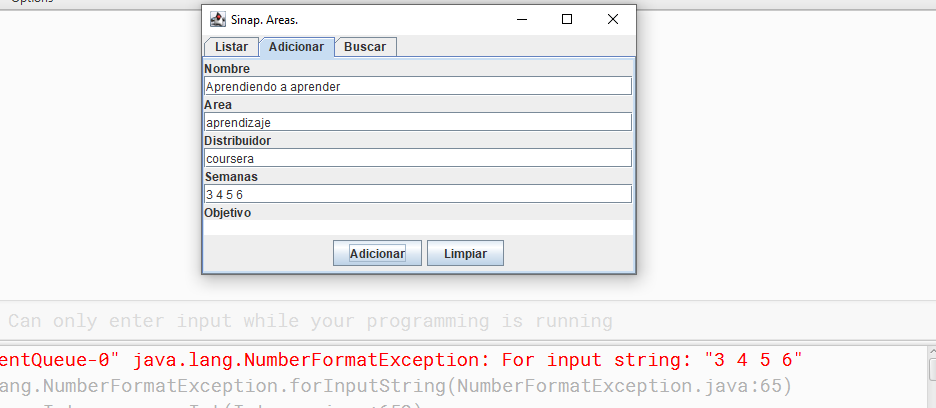 Options
Sinap. Areas.
Listar Adicionar Buscar
Nombre
Aprendiendo a aprender
Area
aprendizaje
Distribuidor
coursera
Semanas
3 4 5 6
Objetivo
Adicionar Limpiar
Can only enter input while your programming is running
entQueue-0" java.lang.NumberFormatException: For input string: "3 4 5 6"
ang.NumberFormatException.forInputString(NumberFormatException.java:65)